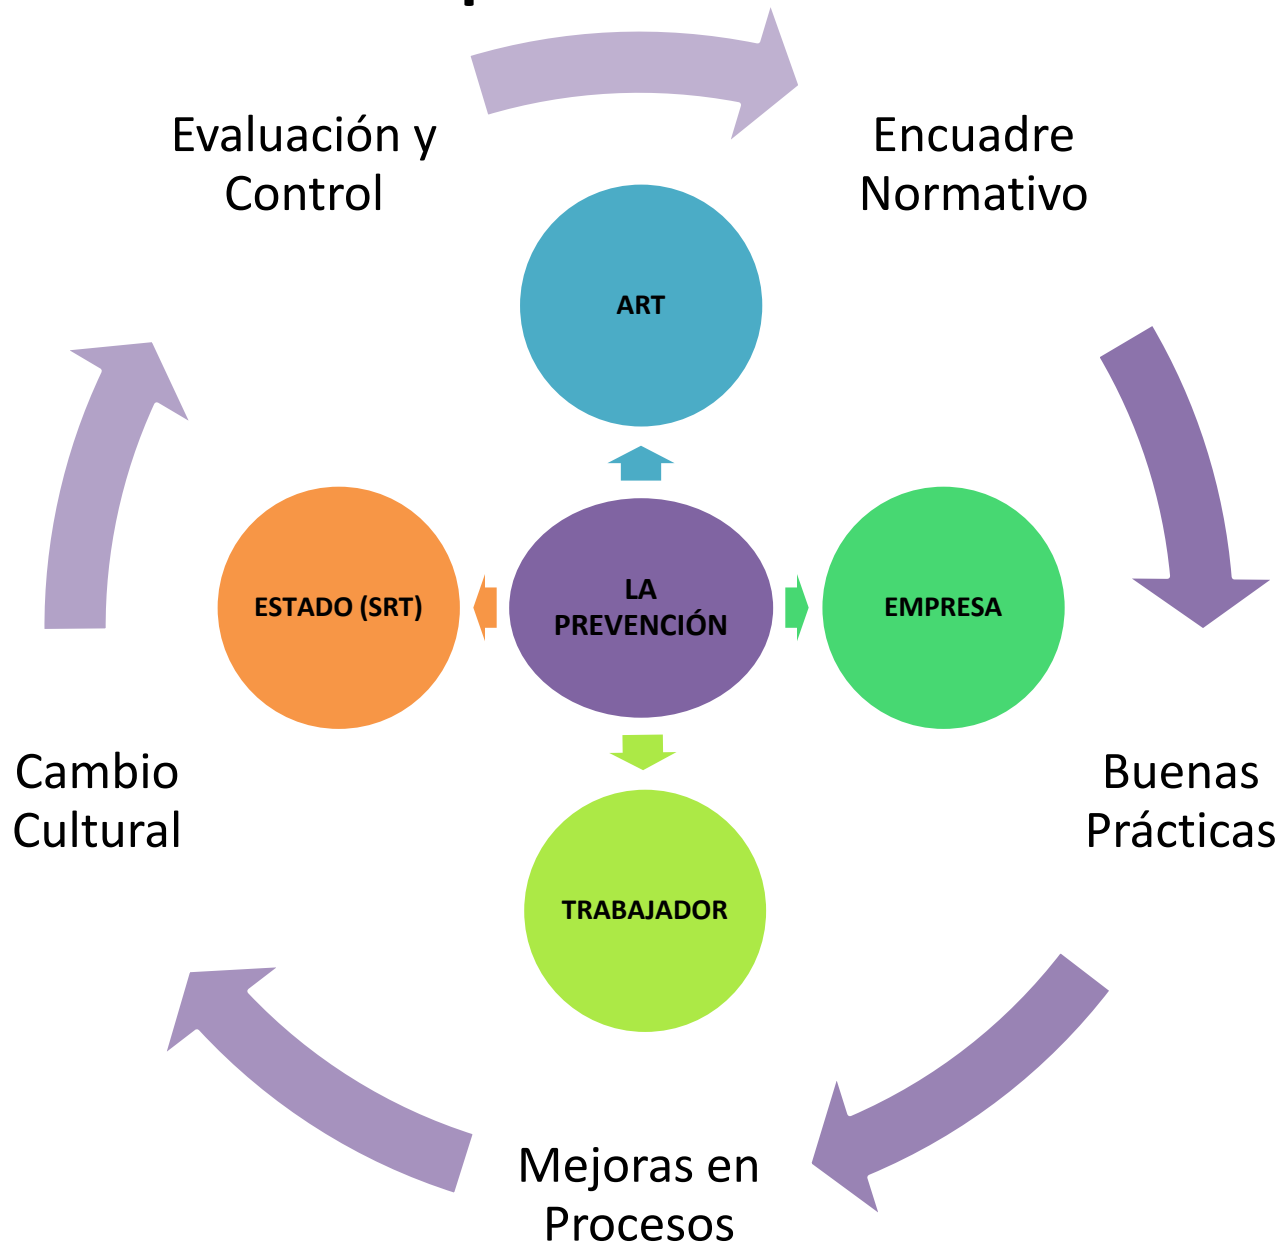 Evaluación y
Control
Encuadre
Normativo
ART
ESTADO (SRT)
LA
PREVENCIÓN
EMPRESA
Cambio
Cultural
Buenas
Prácticas
TRABAJADOR
Mejoras en
Procesos